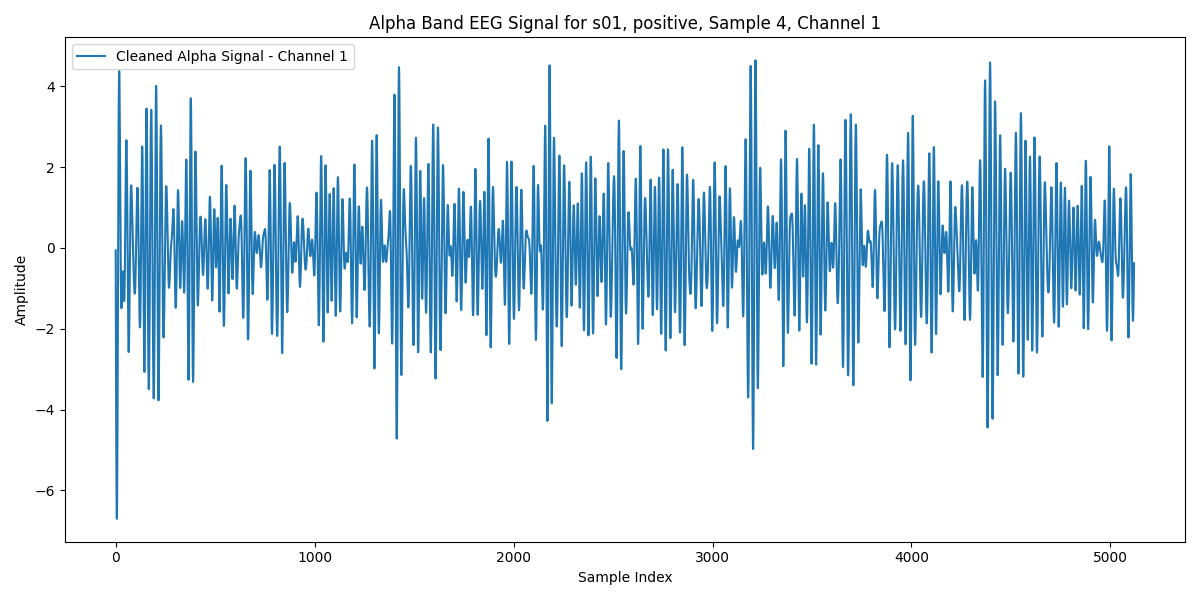 Alpha Band EEG Signal for s01, positive, Sample 4, Channel 1
Cleaned Alpha Signal - Channel 1
Amplitude
4
2
0
−2
−4
−6
0 1000 2000 3000 4000 5000
Sample Index